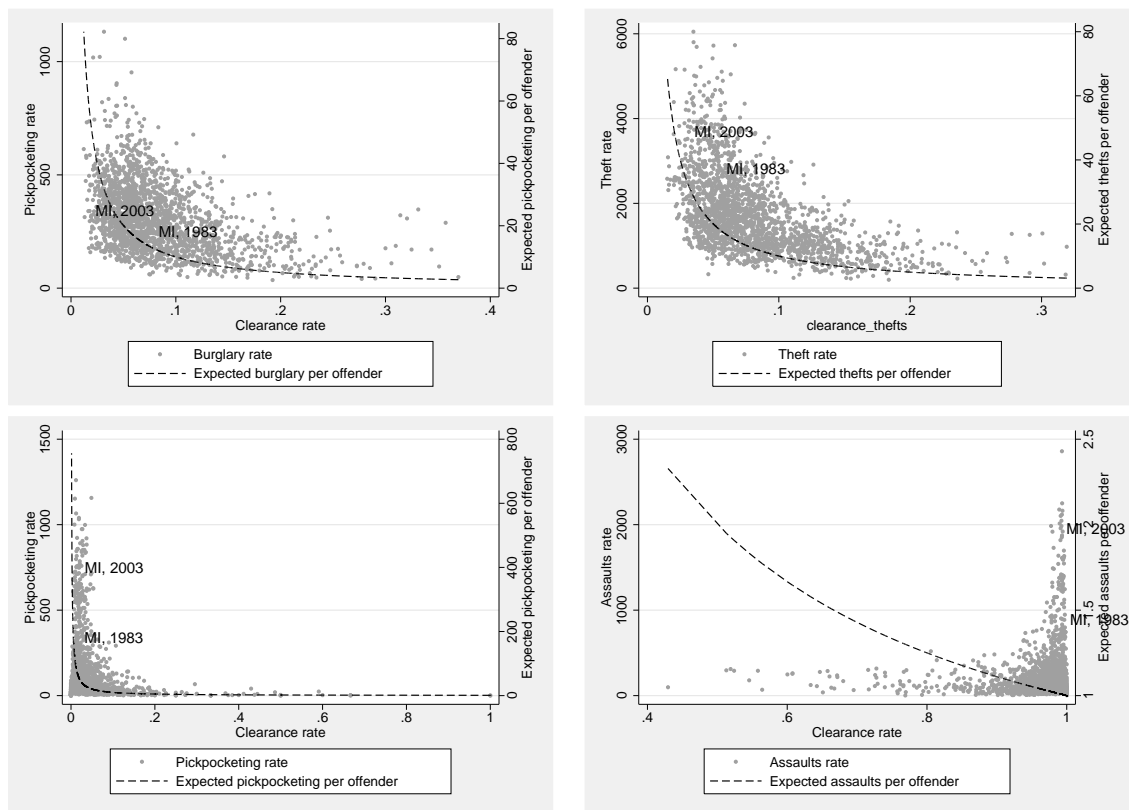 Pickpocketing rate
0
500
1000
Expected pickpocketing per offender
0
20
40
60
80
MI, 2003
MI, 1983
0
.1
.2
.3
.4
Clearance rate
Burglary rate
Expected burglary per offender
Theft rate
0
2000
4000
6000
Expected thefts per offender
0
20
40
60
80
MI, 2003
MI, 1983
0
.1
.2
.3
clearance_thefts
Theft rate
Expected thefts per offender
Pickpocketing rate
0
500
1000
1500
Expected pickpocketing per offender
0
200
400
600
800
MI, 2003
MI, 1983
0
.2
.4
.6
.8
1
Clearance rate
Pickpocketing rate
Expected pickpocketing per offender
Assaults rate
0
1000
2000
3000
Expected assaults per offender
1
1.5
2
2.5
MI, 2003
MI, 1983
.4
.6
.8
1
Clearance rate
Assaults rate
Expected assaults per offender